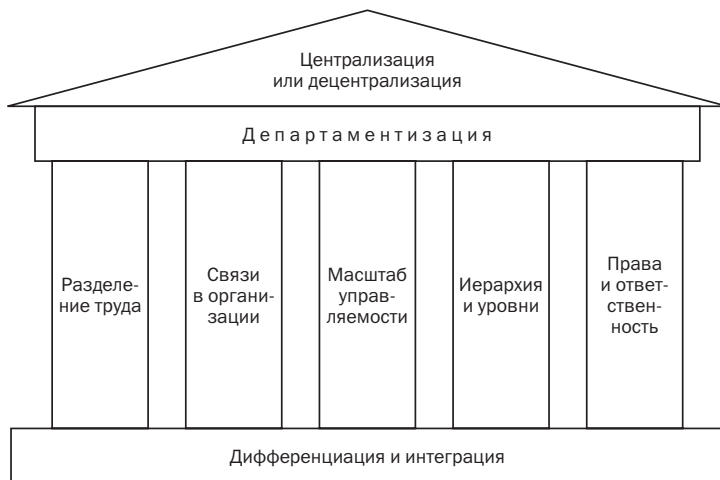 Централизация
или децентрализация
Департаментизация
Разделе-
ние труда
Связи
в органи-
зации
Масштаб
управ-
ляемости
Иерархия
и уровни
Права
и ответ-
ствен-
ность
Дифференциация и интеграция